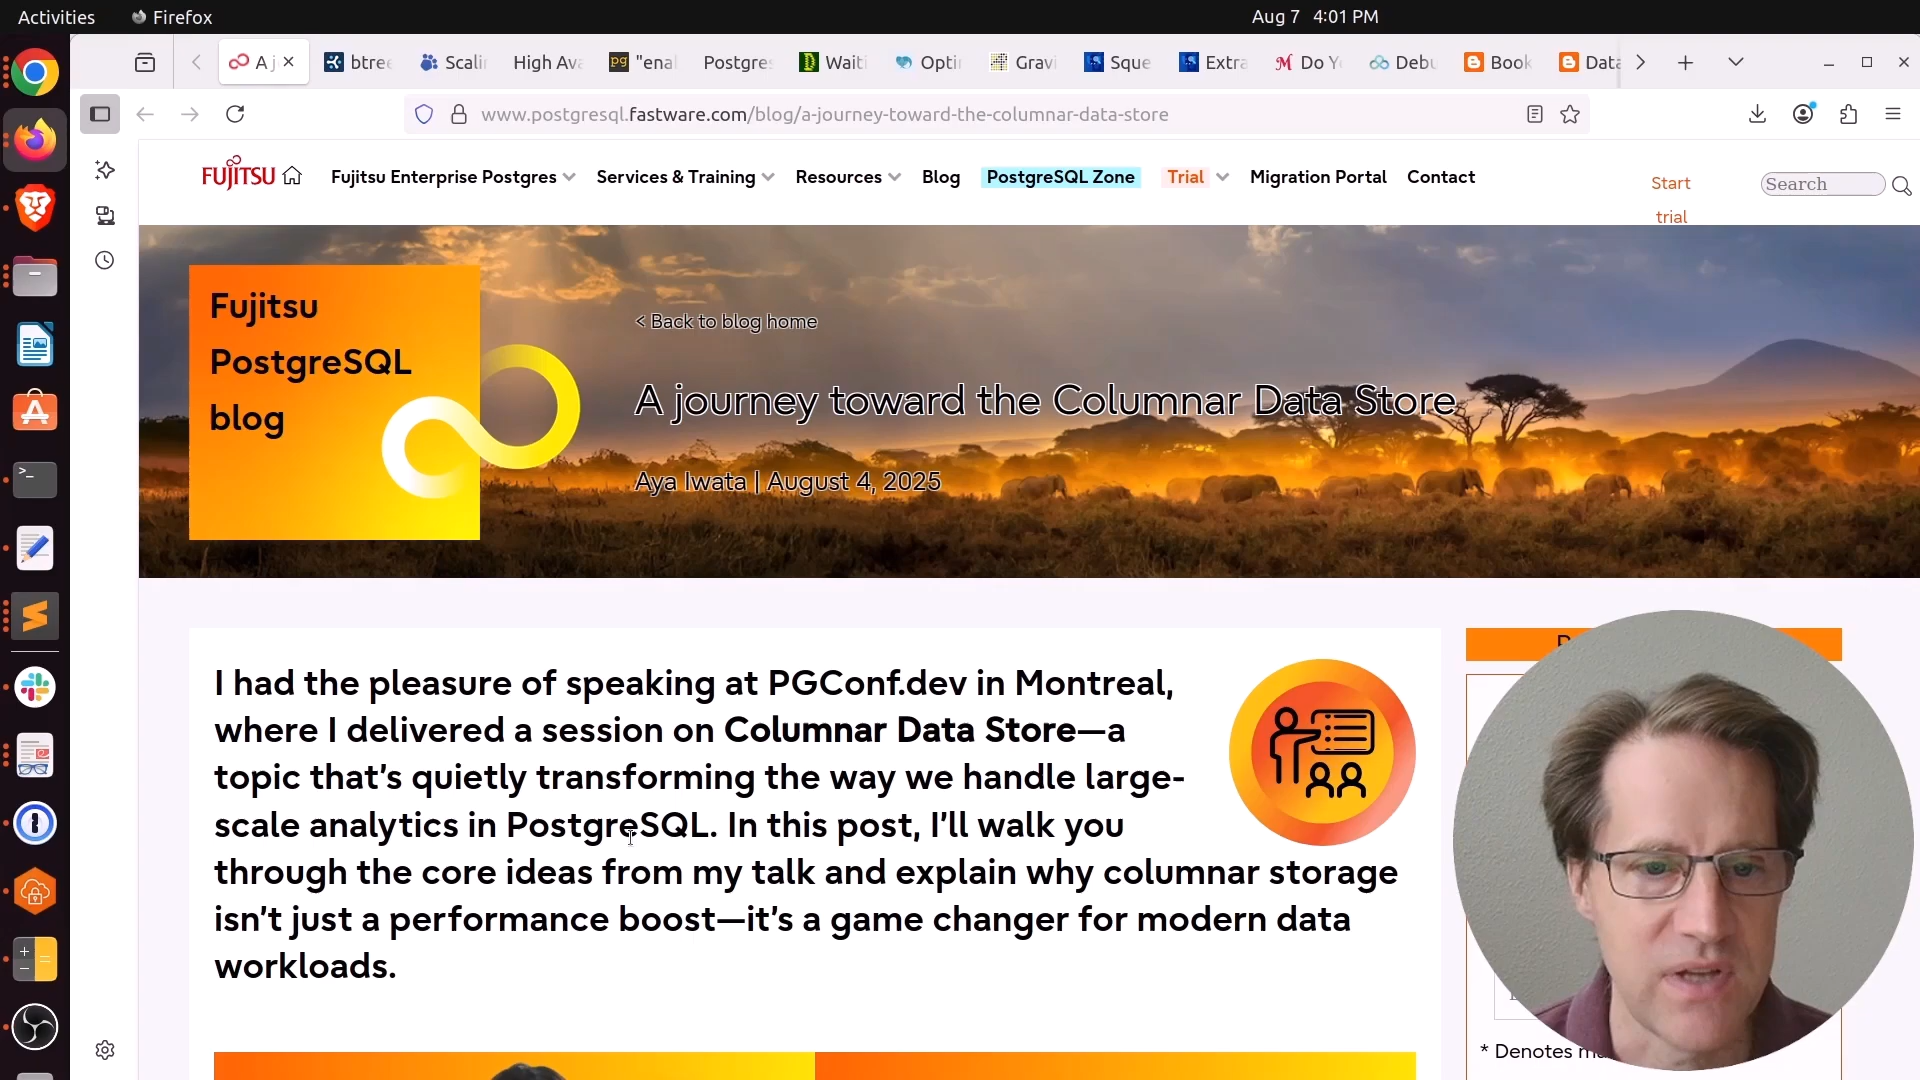 Activities
Firefox
Aug 7 4:01 PM
A j
btree
Scali
High Ava
"ena
Postgres
Waiti
Opti
Gravi
Sque
Extra
Do Y
Debu
Book
Data
www.postgresql.fastware.com/blog/a-journey-toward-the-columnar-data-store
FUJITSU
Fujitsu Enterprise Postgres
Services & Training
Resources
Blog
PostgreSQL Zone
Trial
Migration Portal
Contact
Start
trial
Search
Fujitsu
PostgreSQL
blog
< Back to blog home
A journey toward the Columnar Data Store
Aya Iwata | August 4, 2025
I had the pleasure of speaking at PGConf.dev in Montreal,
where I delivered a session on Columnar Data Store—a
topic that's quietly transforming the way we handle large-
scale analytics in PostgreSQL. In this post, I'll walk you
through the core ideas from my talk and explain why columnar storage
isn't just a performance boost—it's a game changer for modern data
workloads.
* Denotes